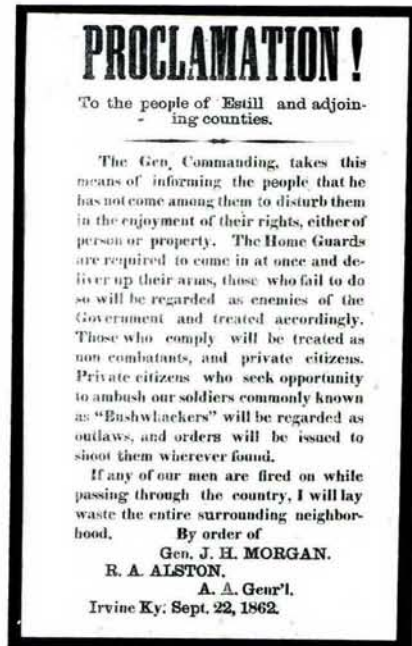 PROCLAMATION!
To the people of Estill and adjoin-
ing counties.
The Gen. Commanding, takes this
means of informing the people that he
has not come among them to disturb them
in the enjoyment of their rights, either of
person or property. The Home Guards
are required to come in at once and de-
liver up their arms, those who fail to do
so will be regarded as enemies of the
Government and treated accordingly.
Those who comply will be treated as
non combatants, and private citizens.
Private citizens who seek opportunity
to ambush our soldiers commonly known
as "Bushwhackers" will be regarded as
outlaws, and orders will be issued to
shoot them wherever found.
If any of our men are fired on while
passing through the country, I will lay
waste the entire surrounding neighbor-
hood. By order of
Gen. J. H. MORGAN.
R. A. ALSTON.
A. A. Genr'l.
Irvine Ky. Sept. 22, 1862.